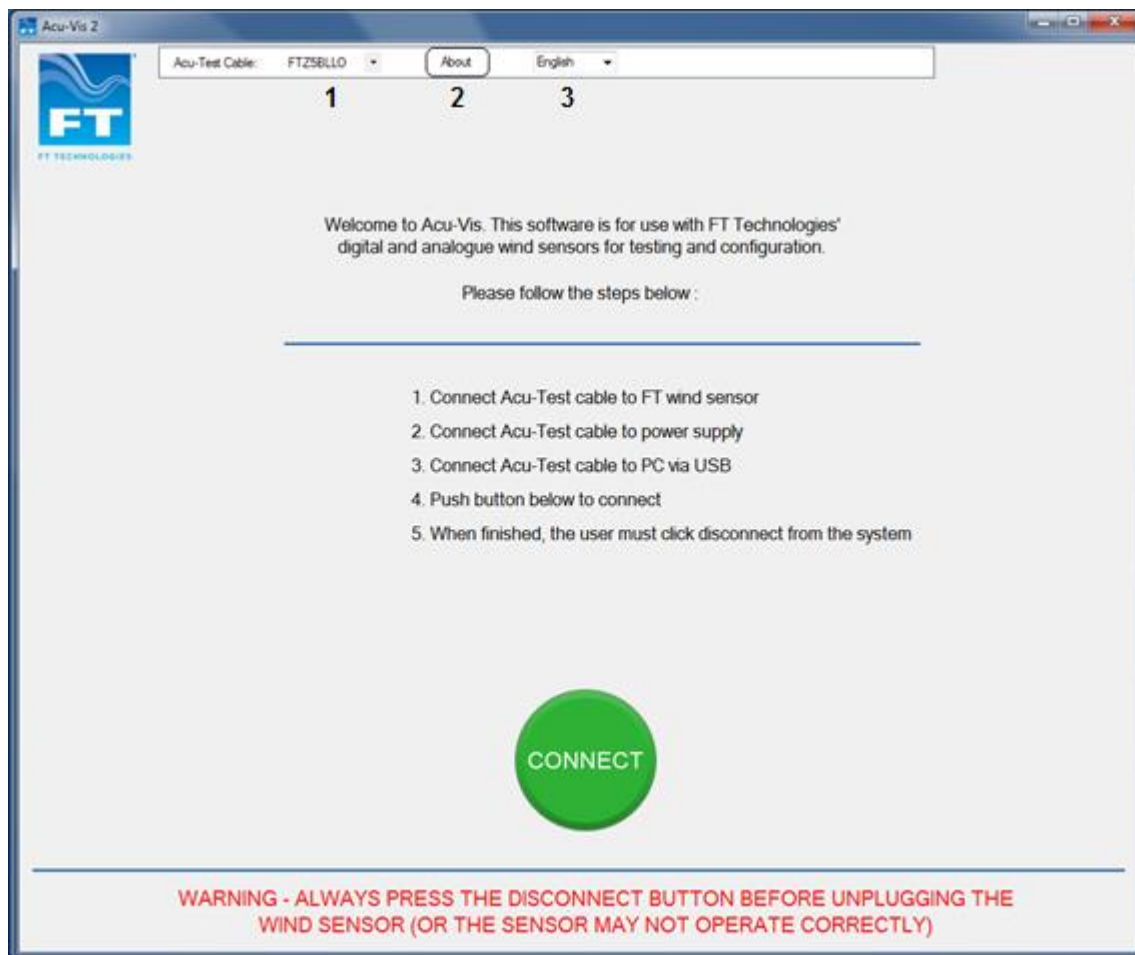 Acu-Vis 2
Acu-Test Cable: FTZ5BLLO About English
1 2 3
FT
FT TECHNOLOGIES
Welcome to Acu-Vis. This software is for use with FT Technologies'
digital and analogue wind sensors for testing and configuration.
Please follow the steps below :
1. Connect Acu-Test cable to FT wind sensor
2. Connect Acu-Test cable to power supply
3. Connect Acu-Test cable to PC via USB
4. Push button below to connect
5. When finished, the user must click disconnect from the system
CONNECT
WARNING - ALWAYS PRESS THE DISCONNECT BUTTON BEFORE UNPLUGGING THE
WIND SENSOR (OR THE SENSOR MAY NOT OPERATE CORRECTLY)